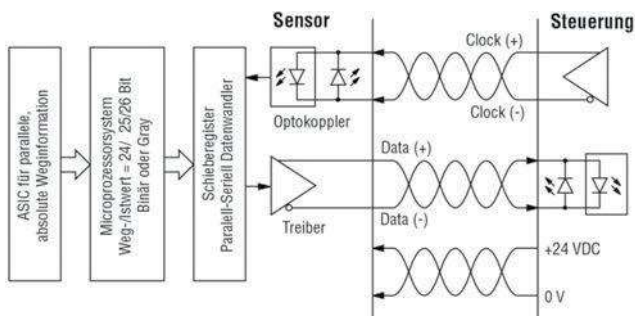 Sensor
Steuerung
ASIC für parallele,
absolute Weginformation
Microprozessorsystem
Weg-/Istwert = 24/ 25/26 Bit
Binär oder Gray
Schieberegister
Paralell-Seriell Datenwandler
Optokoppler
Clock (+)
Clock (-)
Treiber
Data (+)
Data (-)
+24 VDC
0 V